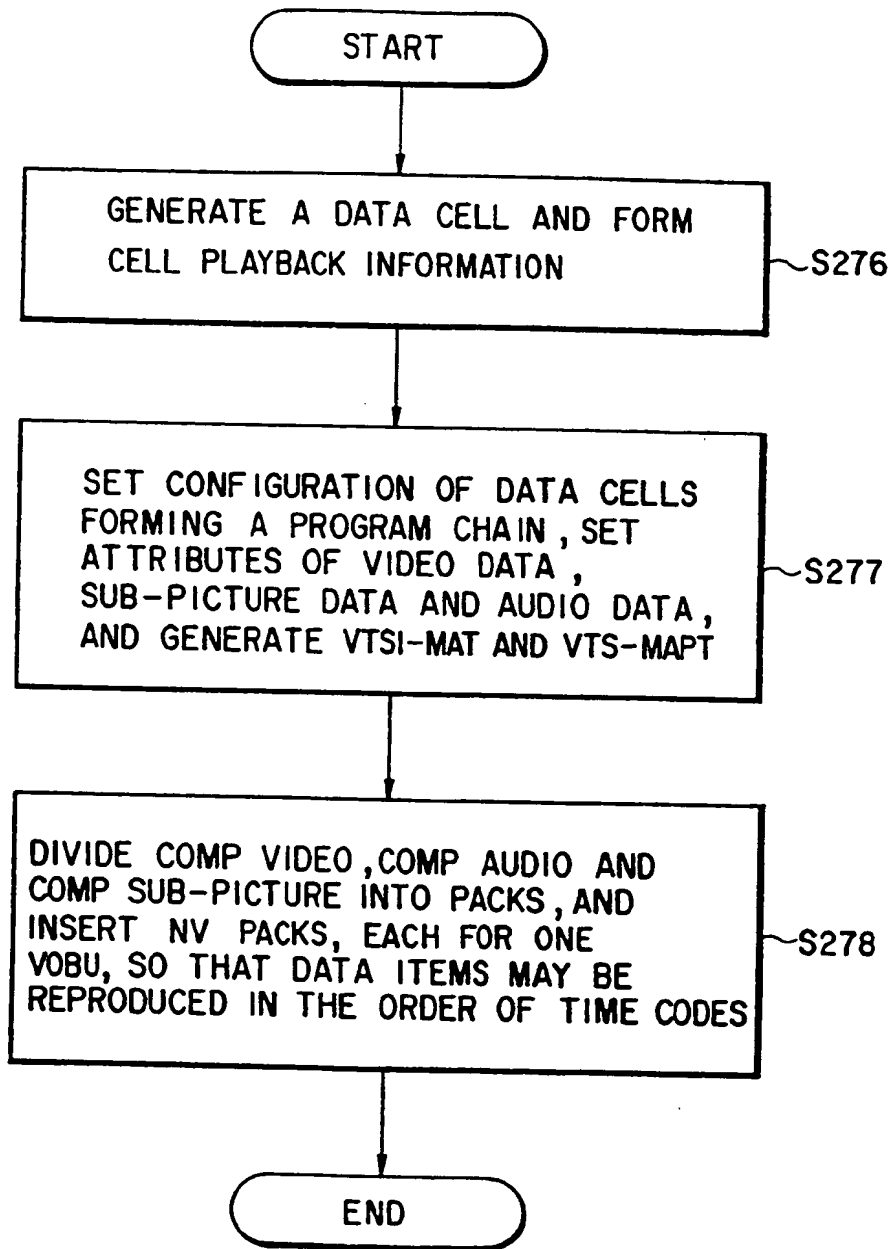 START
GENERATE A DATA CELL AND FORM
CELL PLAYBACK INFORMATION
S276
SET CONFIGURATION OF DATA CELLS
FORMING A PROGRAM CHAIN, SET
ATTRIBUTES OF VIDEO DATA,
SUB-PICTURE DATA AND AUDIO DATA,
AND GENERATE VTSI-MAT AND VTS-MAPT
S277
DIVIDE COMP VIDEO, COMP AUDIO AND
COMP SUB-PICTURE INTO PACKS, AND
INSERT NV PACKS, EACH FOR ONE
VOBU, SO THAT DATA ITEMS MAY BE
REPRODUCED IN THE ORDER OF TIME CODES
S278
END